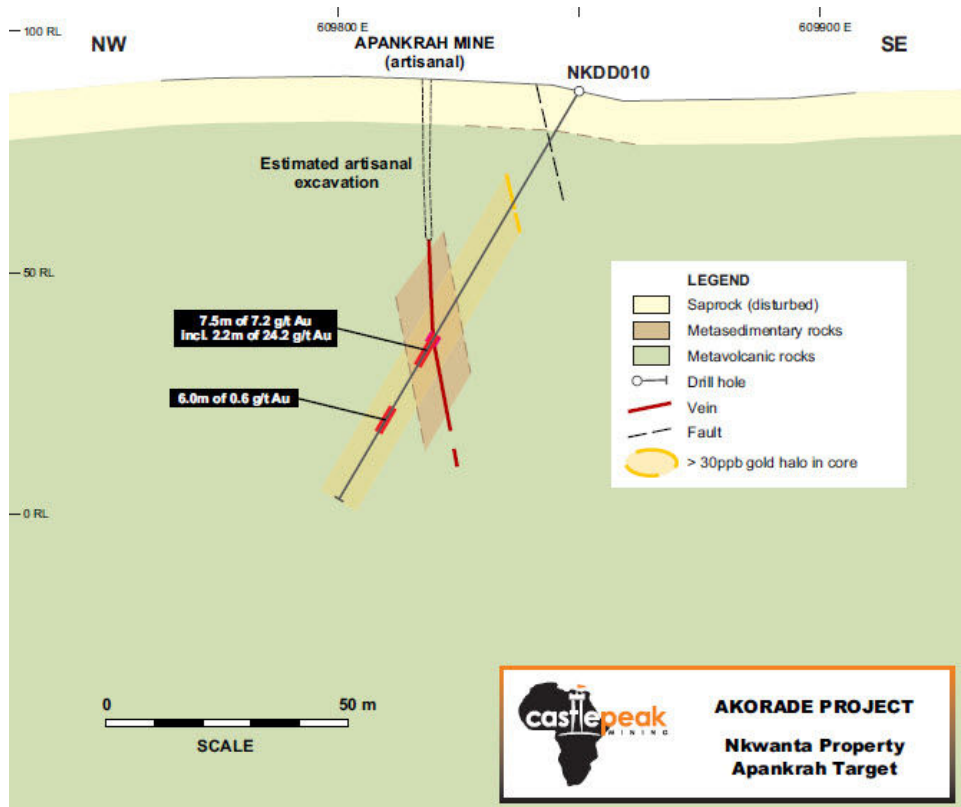 100 RL
609800 E
609900 E
NW
SE
APANKRAH MINE
(artisanal)
NKDD010
Estimated artisanal
excavation
50 RL
7.5m of 7.2 g/t Au
incl. 2.2m of 24.2 g/t Au
6.0m of 0.6 g/t Au
LEGEND
Saprock (disturbed)
Metasedimentary rocks
Metavolcanic rocks
Drill hole
Vein
Fault
> 30ppb gold halo in core
0 RL
0
50 m
SCALE
castlepeak
MINING
AKORADE PROJECT
Nkwanta Property
Apankrah Target